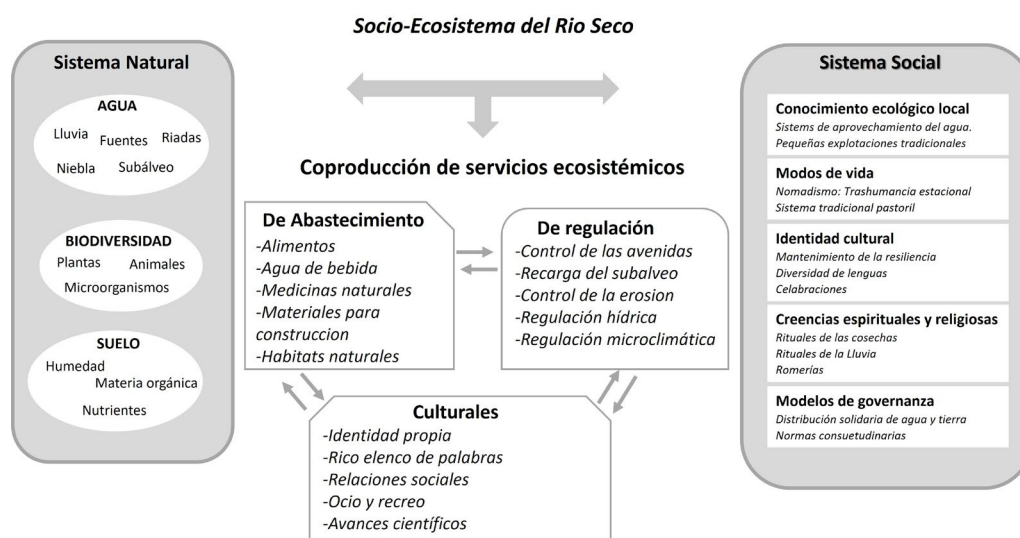 Socio-Ecosistema del Rio Seco
Sistema Natural
AGUA
Lluvia
Fuentes
Riadas
Niebla
Subálveo
BIODIVERSIDAD
Plantas
Animales
Microorganismos
SUELO
Humedad
Materia orgánica
Nutrientes
Coproducción de servicios ecosistémicos
De Abastecimiento
-Alimentos
-Agua de bebida
-Medicinas naturales
-Materiales para
construccion
-Habitats naturales
De regulación
-Control de las avenidas
-Recarga del subalveo
-Control de la erosion
-Regulación hídrica
-Regulación microclimática
Culturales
-Identidad propia
-Rico elenco de palabras
-Relaciones sociales
-Ocio y recreo
-Avances científicos
Sistema Social
Conocimiento ecológico local
Sistems de aprovechamiento del agua.
Pequeñas explotaciones tradicionales
Modos de vida
Nomadismo: Trashumancia estacional
Sistema tradicional pastoril
Identidad cultural
Mantenimiento de la resiliencia
Diversidad de lenguas
Celabraciones
Creencias espirituales y religiosas
Rituales de las cosechas
Rituales de la Lluvia
Romerías
Modelos de governanza
Distribución solidaria de agua y tierra
Normas consuetudinarias